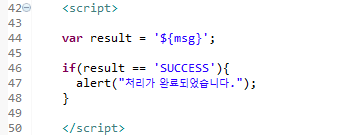 42 <script>
43
44 var result = '${msg}';
45
46 if(result == 'SUCCESS'){
47 alert("처리가 완료되었습니다.");
48 }
49
50 </script>